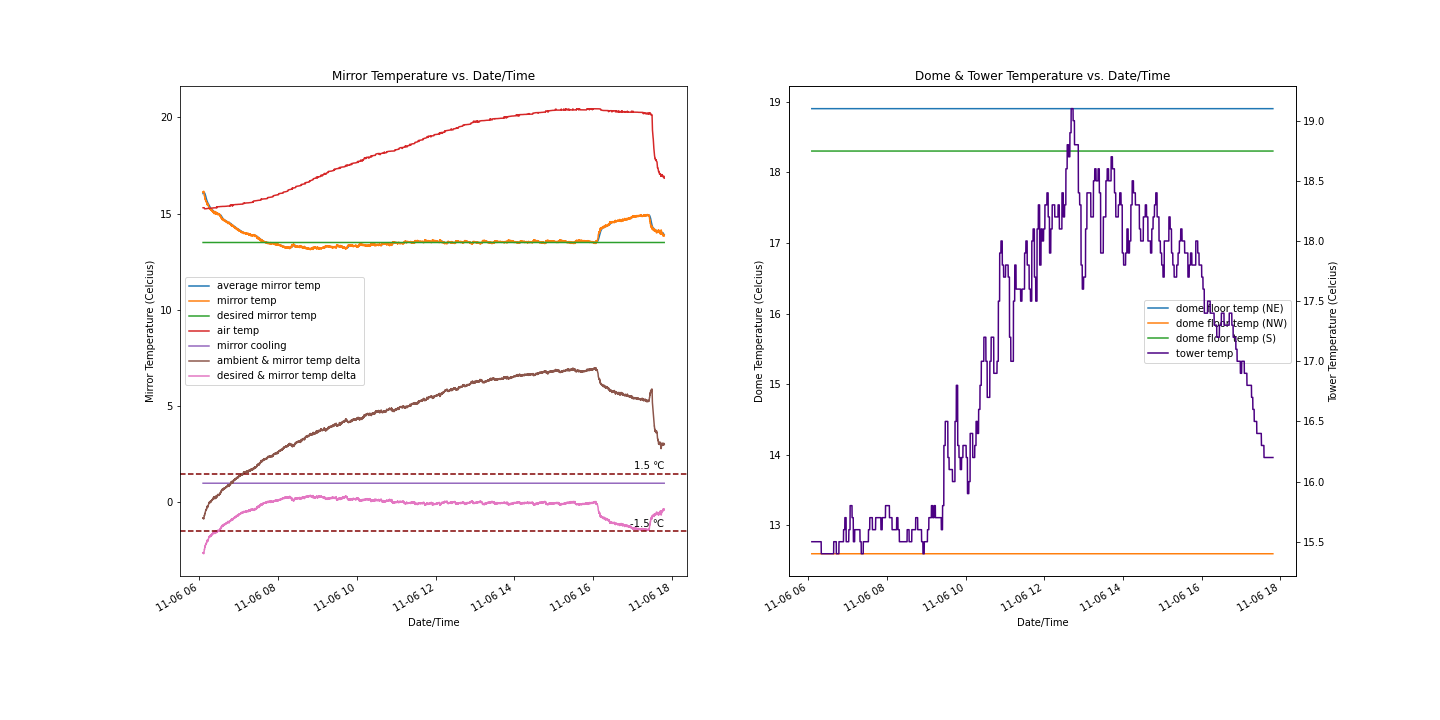 Mirror Temperature vs. Date/Time
Mirror Temperature (Celcius)
20
15
10
5
0
average mirror temp
mirror temp
desired mirror temp
air temp
mirror cooling
ambient & mirror temp delta
desired & mirror temp delta
1.5 °C
-1.5 °C
11-06 06
11-06 08
11-06 10
11-06 12
11-06 14
11-06 16
11-06 18
Date/Time
Dome & Tower Temperature vs. Date/Time
Dome Temperature (Celcius)
19
18
17
16
15
14
13
dome floor temp (NE)
dome floor temp (NW)
dome floor temp (S)
tower temp
19.0
18.5
18.0
17.5
17.0
16.5
16.0
15.5
Tower Temperature (Celcius)
11-06 06
11-06 08
11-06 10
11-06 12
11-06 14
11-06 16
11-06 18
Date/Time